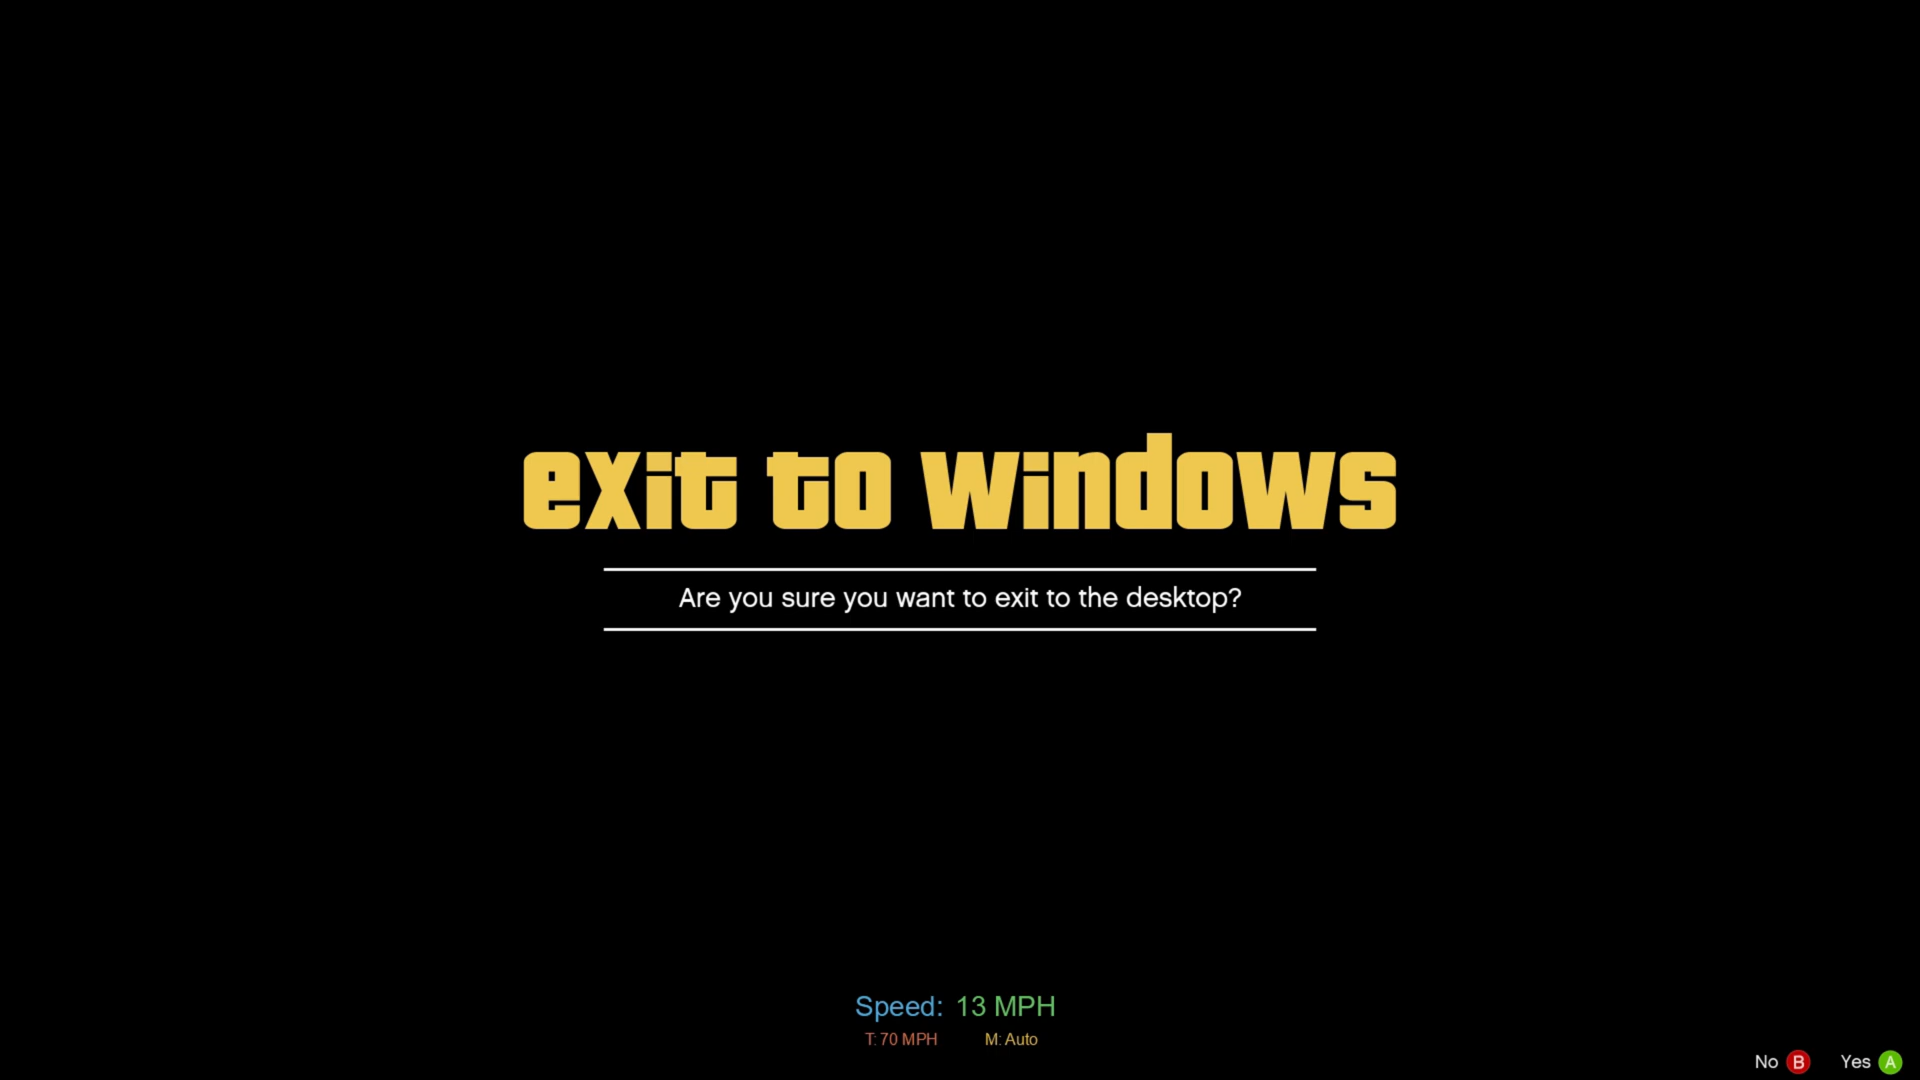 exit to windows
Are you sure you want to exit to the desktop?
Speed: 13 MPH
T: 70 MPH M: Auto
No B Yes A